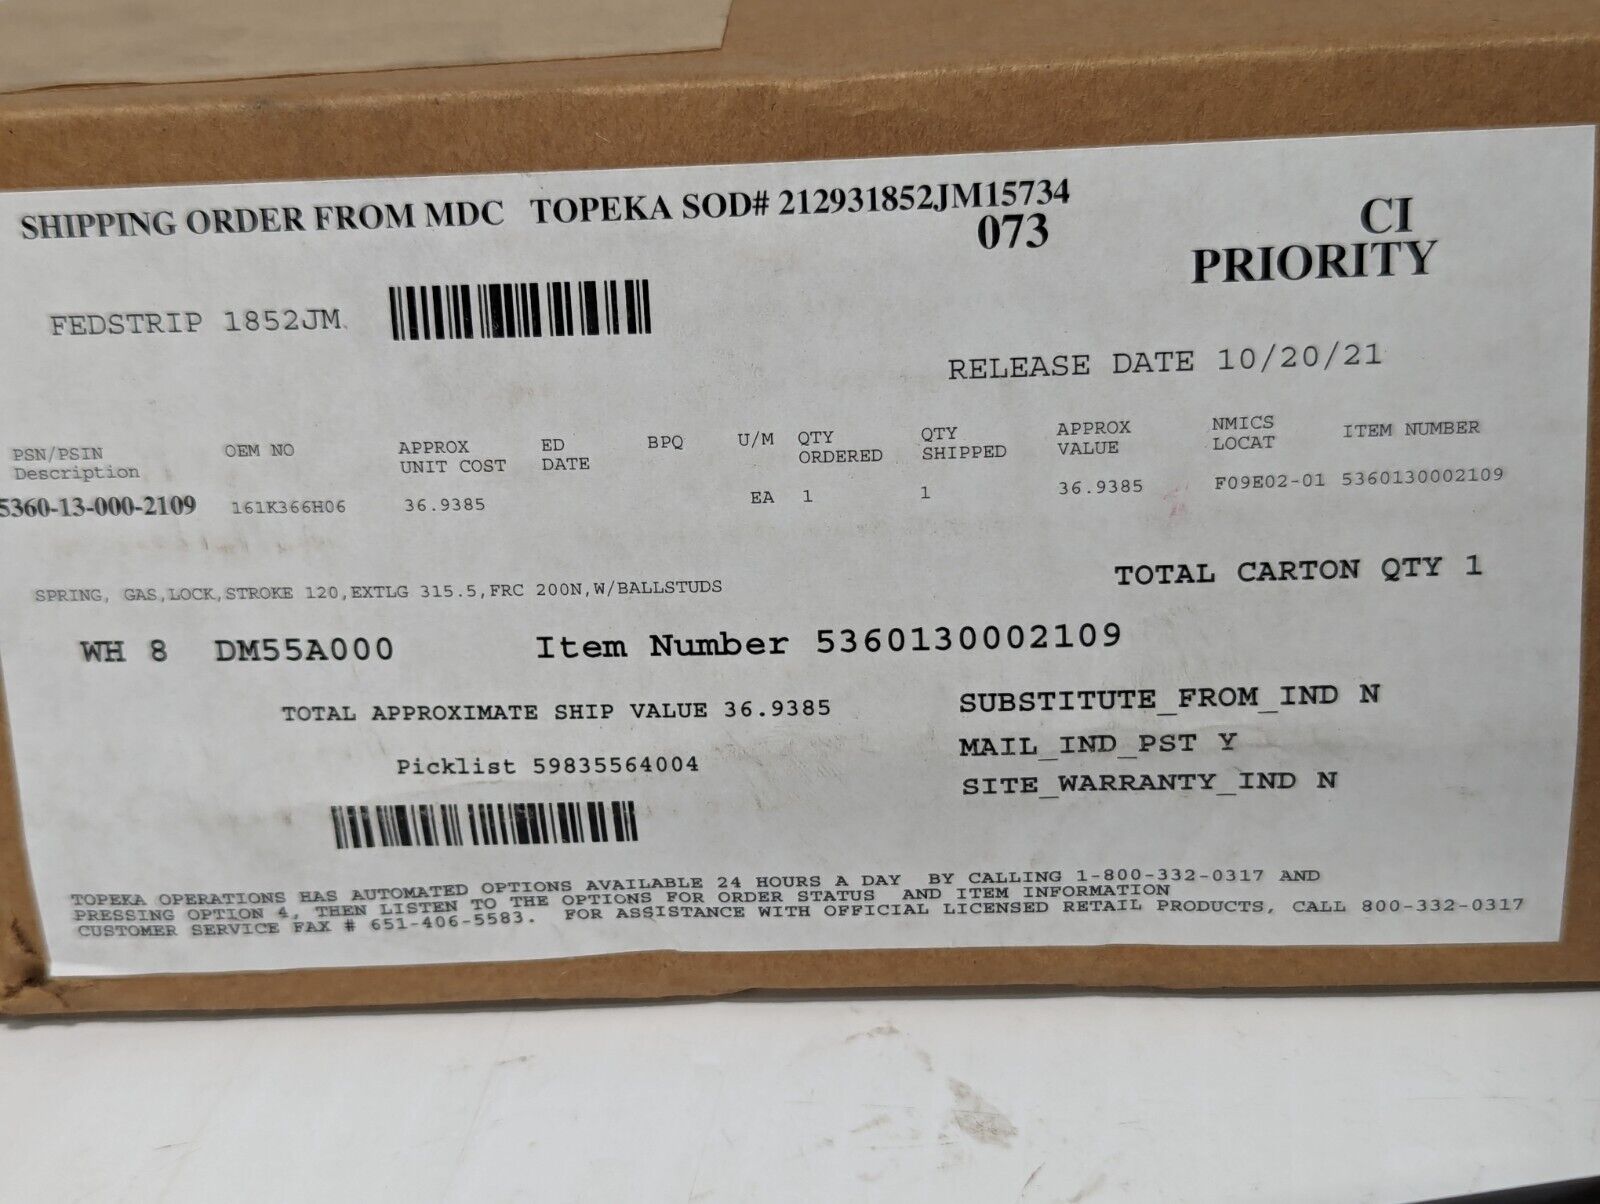 SHIPPING ORDER FROM MDC TOPEKA SOD# 212931852JM15734
073
CI
PRIORITY
FEDSTRIP 1852JM
RELEASE DATE 10/20/21
PSN/PSIN OEM NO APPROX ED BPQ U/M QTY QTY APPROX NMICS ITEM NUMBER
Description UNIT COST DATE ORDERED SHIPPED VALUE LOCAT
5360-13-000-2109 161K366H06 36.9385 EA 1 1 36.9385 F09E02-01 5360130002109
TOTAL CARTON QTY 1
SPRING, GAS,LOCK,STROKE 120,EXTLG 315.5,FRC 200N,W/BALLSTUDS
WH 8 DM55A000 Item Number 5360130002109
TOTAL APPROXIMATE SHIP VALUE 36.9385
SUBSTITUTE_FROM_IND N
MAIL_IND_PST Y
Picklist 59835564004
SITE_WARRANTY_IND N
TOPEKA OPERATIONS HAS AUTOMATED OPTIONS AVAILABLE 24 HOURS A DAY BY CALLING 1-800-332-0317 AND
PRESSING OPTION 4, THEN LISTEN TO THE OPTIONS FOR ORDER STATUS AND ITEM INFORMATION
CUSTOMER SERVICE FAX # 651-406-5583. FOR ASSISTANCE WITH OFFICIAL LICENSED RETAIL PRODUCTS, CALL 800-332-0317